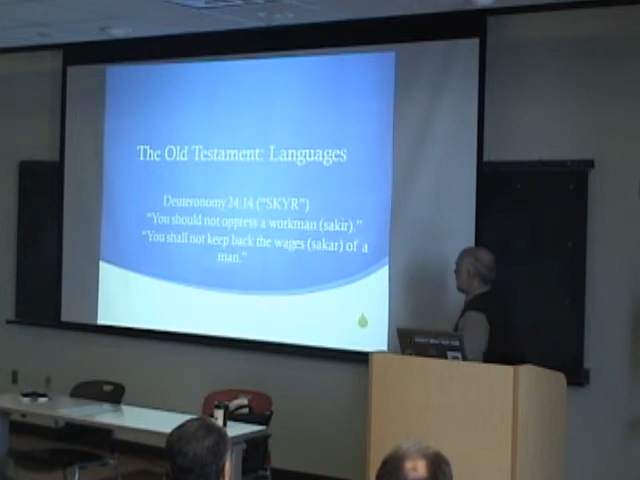 The Old Testament: Languages
Deuteronomy 24:14 ("SKYR")
"You should not oppress a workman (sakir)."
"You shall not keep back the wages (sakar) of a
man."